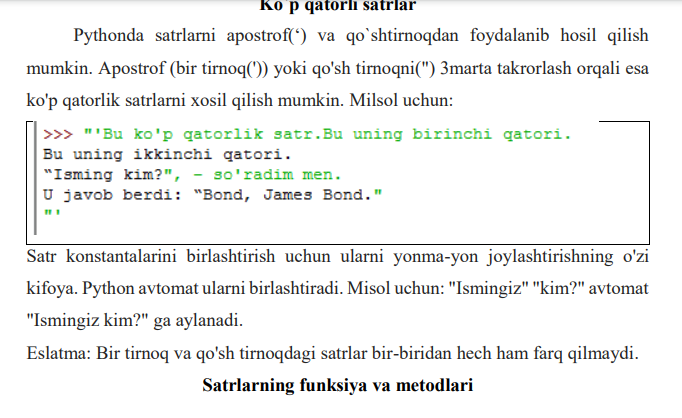 Ko`p qatorli satrlar
Pythonda satrlarni apostrof(‘) va qo`shtirnoqdan foydalanib hosil qilish
mumkin. Apostrof (bir tirnoq(')) yoki qo'sh tirnoqni(") 3marta takrorlash orqali esa
ko'p qatorlik satrlarni xosil qilish mumkin. Milsol uchun:
>>> "'Bu ko'p qatorlik satr.Bu uning birinchi qatori.
Bu uning ikkinchi qatori.
“Isming kim?", – so'radim men.
U javob berdi: “Bond, James Bond."
"'
Satr konstantalarini birlashtirish uchun ularni yonma-yon joylashtirishning o'zi
kifoya. Python avtomat ularni birlashtiradi. Misol uchun: "Ismingiz" "kim?" avtomat
"Ismingiz kim?" ga aylanadi.
Eslatma: Bir tirnoq va qo'sh tirnoqdagi satrlar bir-biridan hech ham farq qilmaydi.
Satrlarning funksiya va metodlari